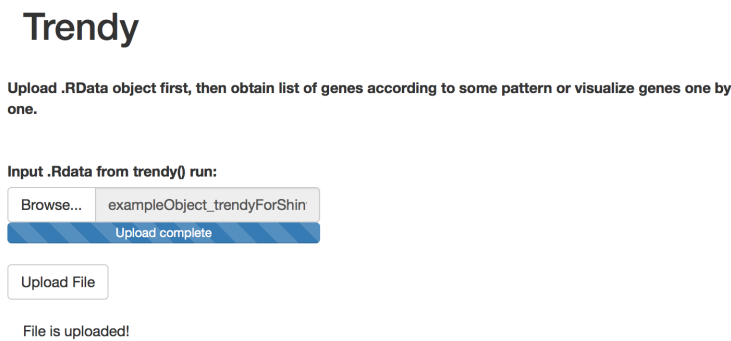 Trendy
Upload .RData object first, then obtain list of genes according to some pattern or visualize genes one by
one.
Input .Rdata from trendy() run:
Browse... exampleObject_trendyForShin
Upload complete
Upload File
File is uploaded!